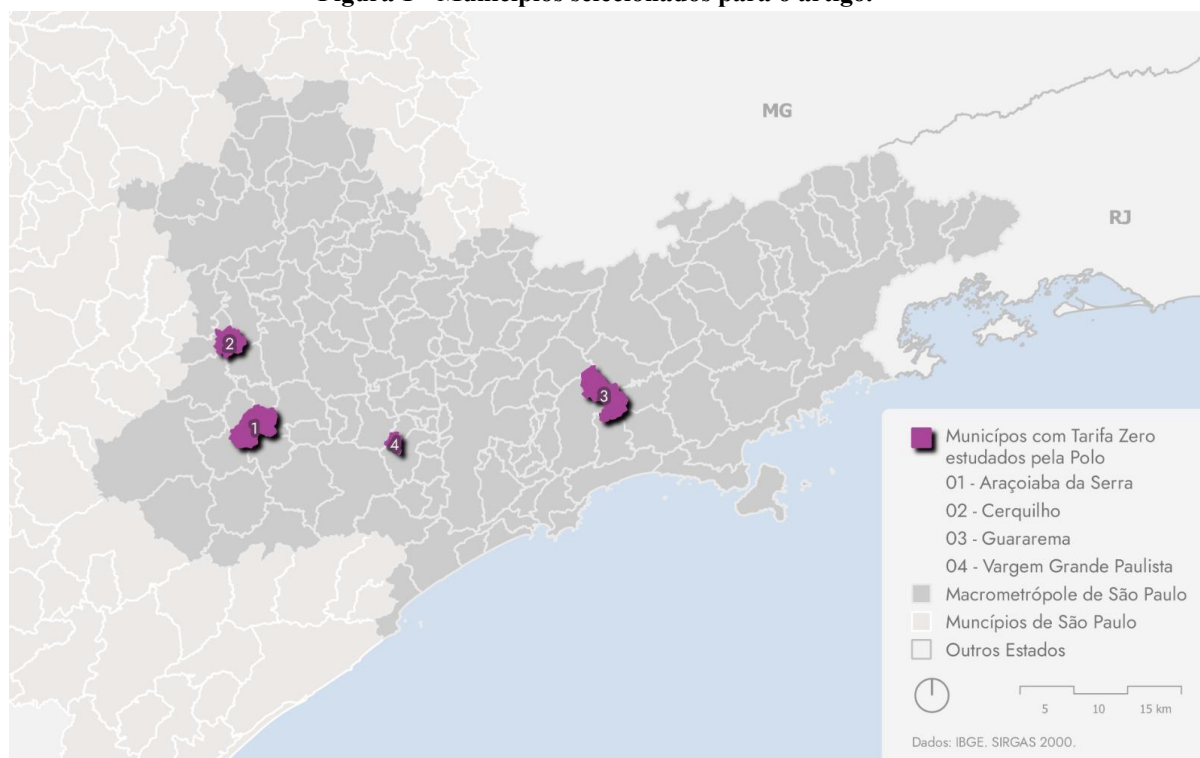 Figura 1 - Municípios selecionados para o artigo.
MG
RJ
2
1
4
3
Municípos com Tarifa Zero
estudados pela Polo
01 - Araçoiaba da Serra
02 - Cerquilho
03 - Guararema
04 - Vargem Grande Paulista
Macrometrópole de São Paulo
Muncípios de São Paulo
Outros Estados
5 10 15 km
Dados: IBGE. SIRGAS 2000.